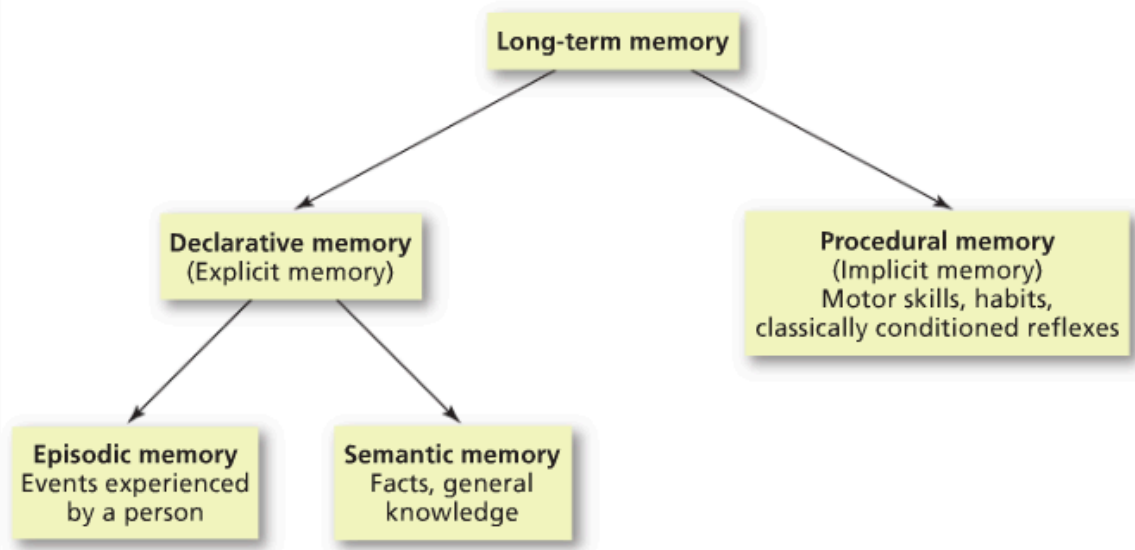 Long-term memory
Declarative memory
(Explicit memory)
Procedural memory
(Implicit memory)
Motor skills, habits,
classically conditioned reflexes
Episodic memory
Events experienced
by a person
Semantic memory
Facts, general
knowledge